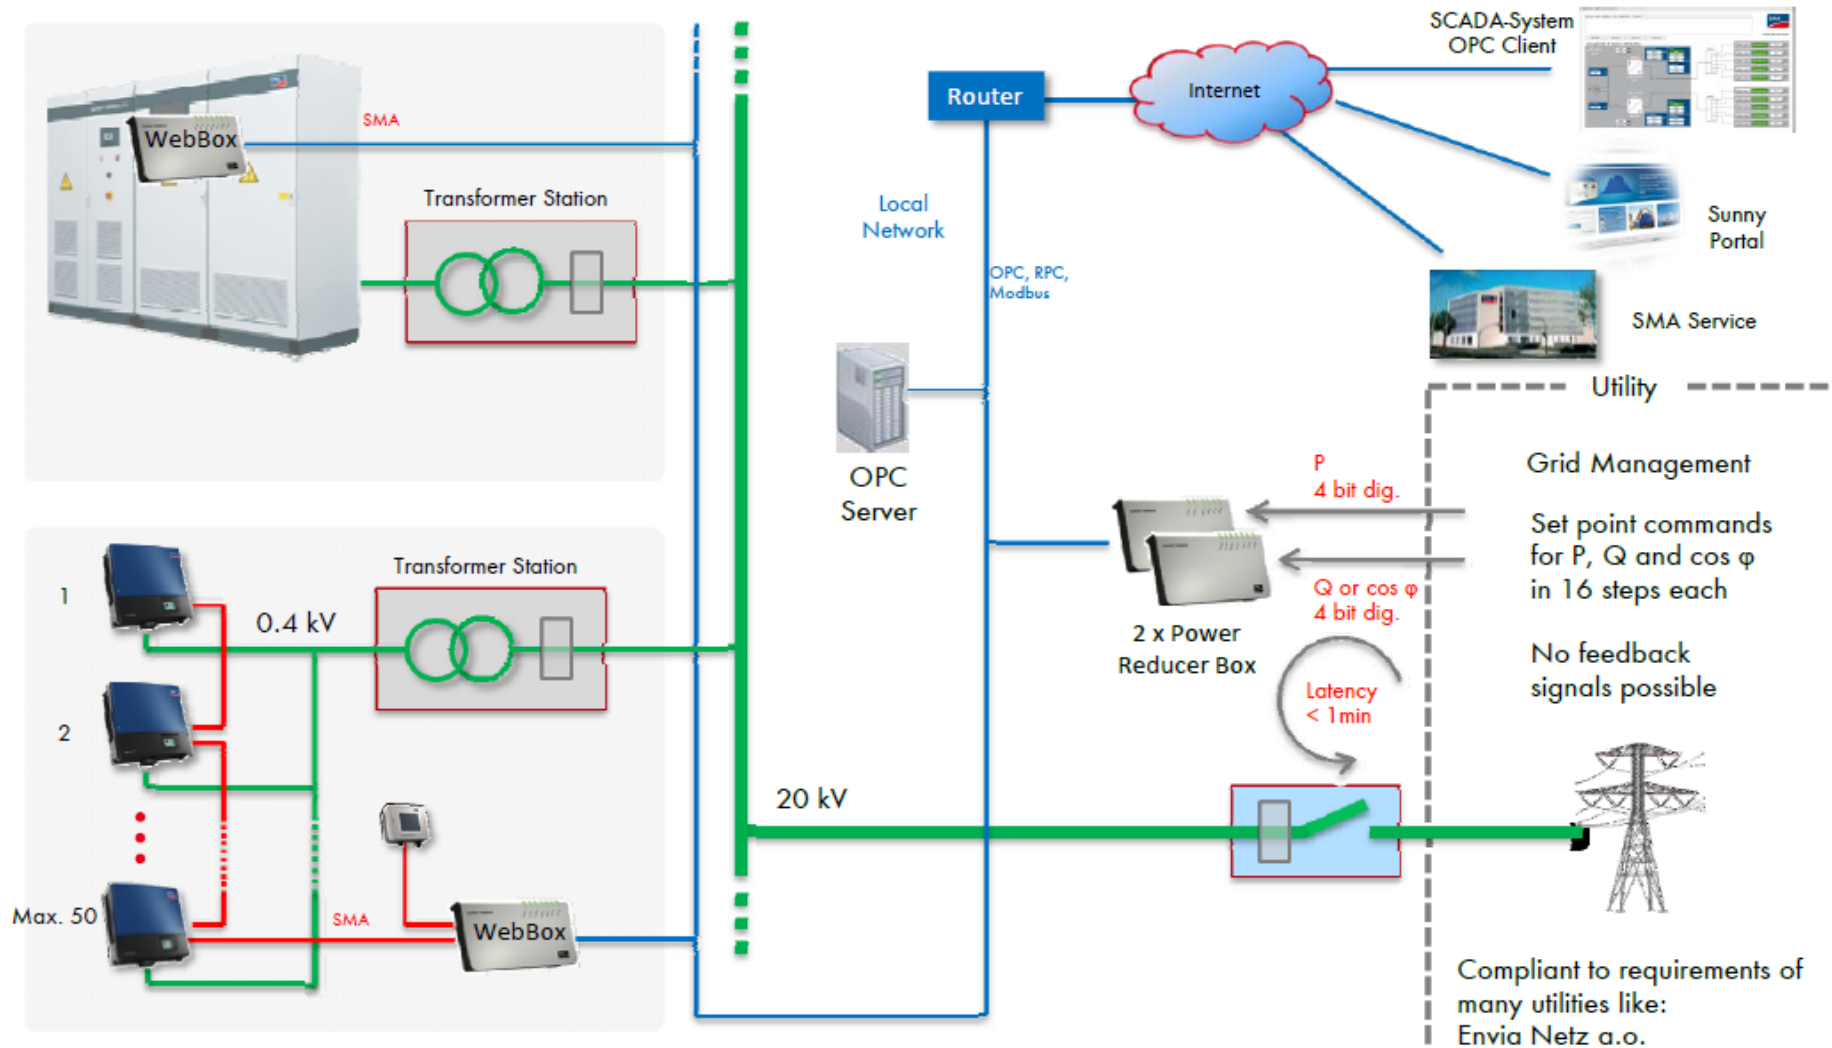 SCADA-System
OPC Client
Router
Internet
SMA
WebBox
Transformer Station
Local
Network
OPC, RPC,
Modbus
Sunny
Portal
SMA Service
Utility
OPC
Server
P
4 bit dig.
Grid Management
Set point commands
for P, Q and cos φ
in 16 steps each
Q or cos φ
4 bit dig.
2 x Power
Reducer Box
No feedback
signals possible
Latency
< 1min
Transformer Station
1
0.4 kV
2
20 kV
Max. 50
SMA
WebBox
Compliant to requirements of
many utilities like:
Envia Netz a.o.